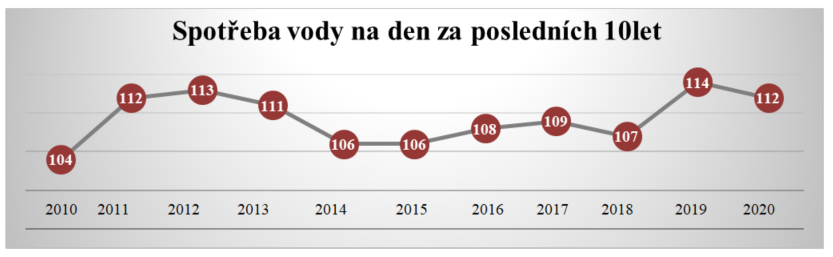 Spotřeba vody na den za posledních 10let
104 112 113 111 106 106 108 109 107 114 112
2010 2011 2012 2013 2014 2015 2016 2017 2018 2019 2020